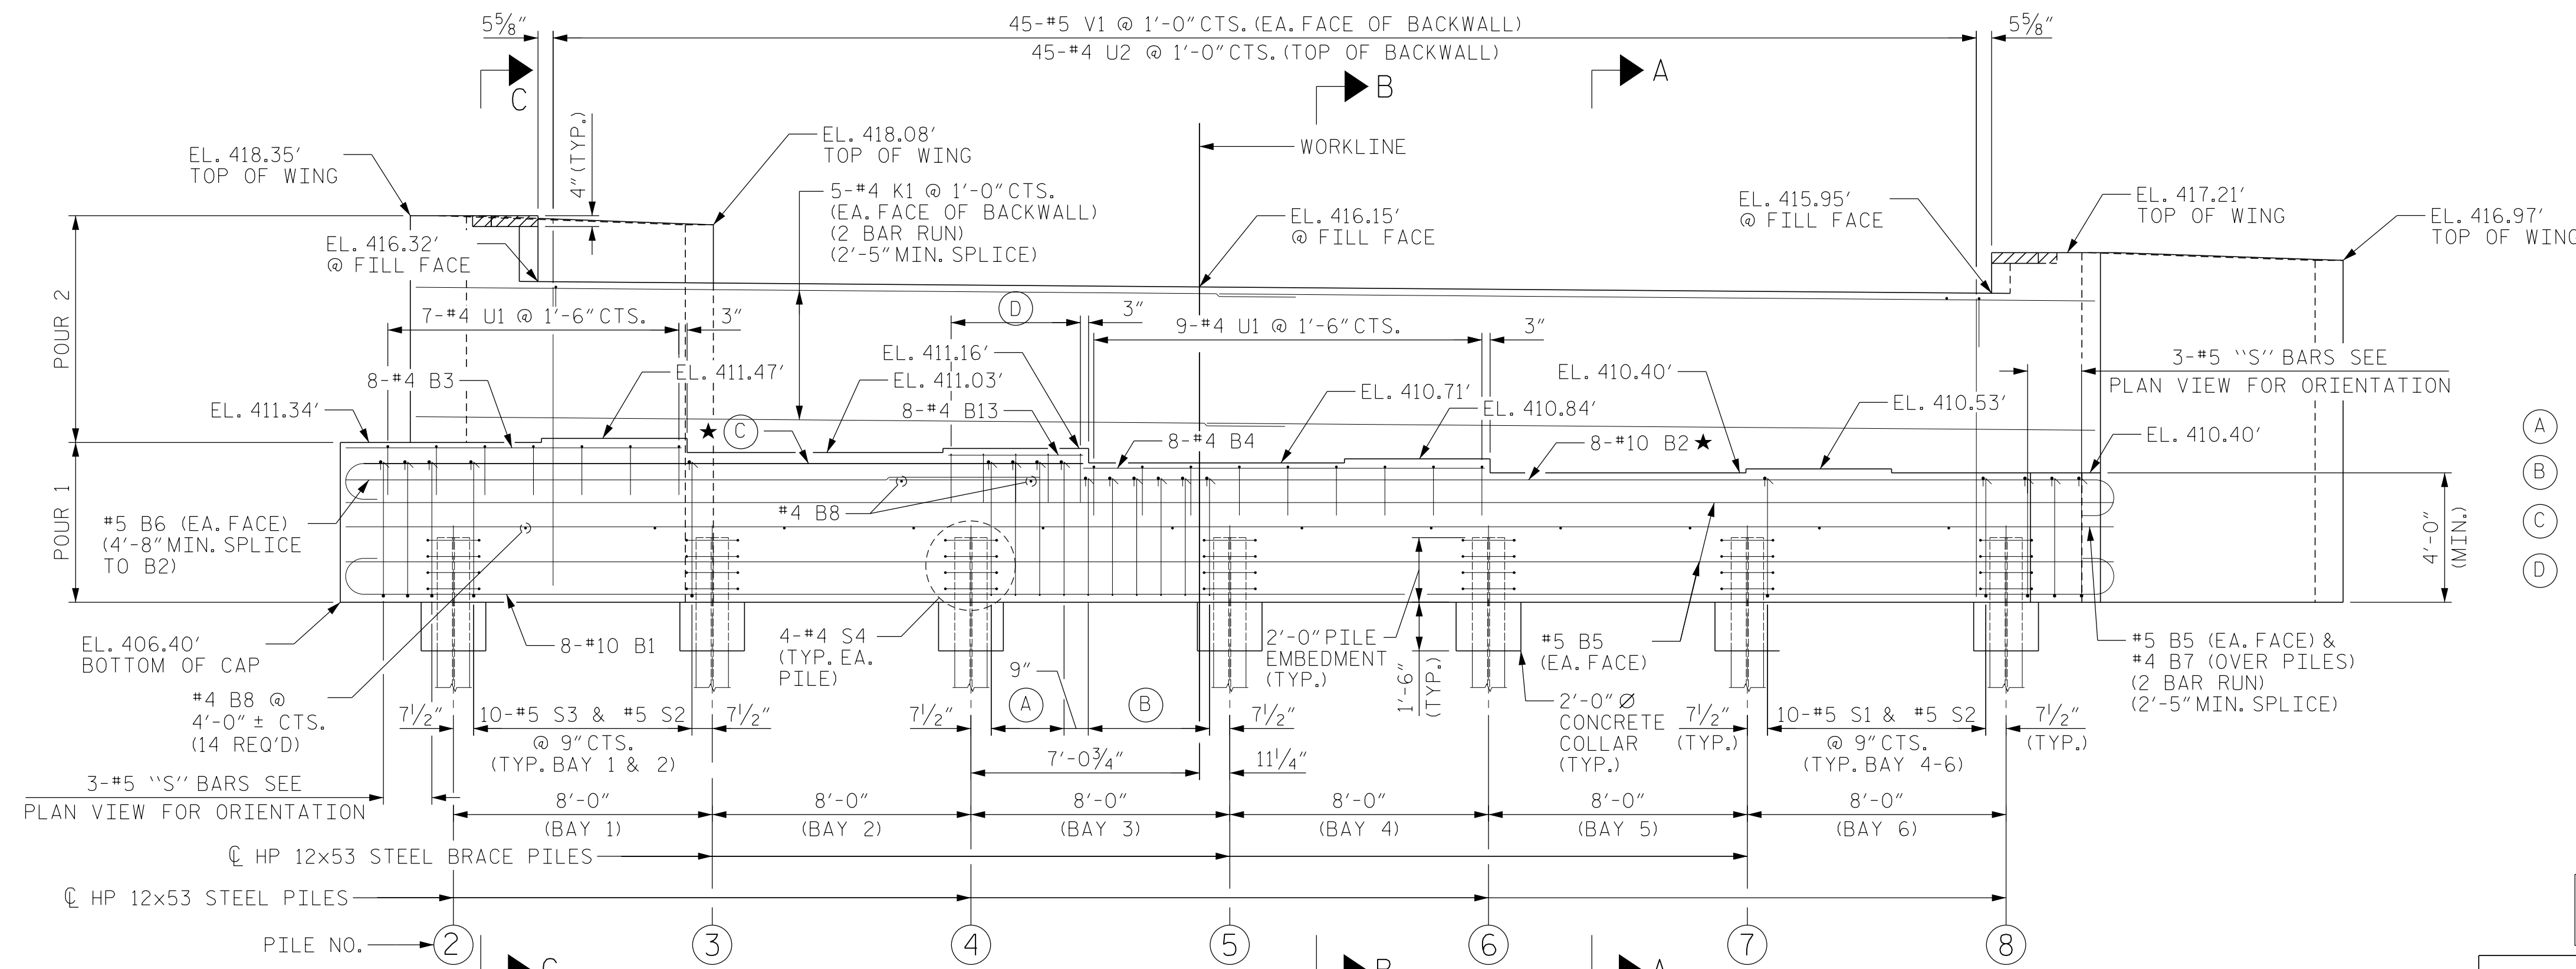 5⅝"
45-#5 V1 @ 1'-0" CTS. (EA. FACE OF BACKWALL)
45-#4 U2 @ 1'-0" CTS. (TOP OF BACKWALL)
5⅝"
C
B
A
EL. 418.35'
TOP OF WING
4" (TYP.)
EL. 418.08'
TOP OF WING
WORKLINE
5-#4 K1 @ 1'-0" CTS.
(EA. FACE OF BACKWALL)
(2 BAR RUN)
(2'-5" MIN. SPLICE)
EL. 416.32'
@ FILL FACE
EL. 416.15'
@ FILL FACE
EL. 415.95'
@ FILL FACE
EL. 417.21'
TOP OF WING
EL. 416.97'
TOP OF WING
POUR 2
7-#4 U1 @ 1'-6" CTS.
3"
D
3"
9-#4 U1 @ 1'-6" CTS.
3"
3-#5 ‶S″ BARS SEE
PLAN VIEW FOR ORIENTATION
8-#4 B3
EL. 411.34'
EL. 411.47'
EL. 411.16'
EL. 411.03'
8-#4 B13
EL. 410.71'
EL. 410.84'
EL. 410.40'
EL. 410.53'
EL. 410.40'
★ C
8-#4 B4
8-#10 B2 ★
A
B
C
D
POUR 1
#5 B6 (EA. FACE)
(4'-8" MIN. SPLICE
TO B2)
#4 B8
4'-0"
(MIN.)
EL. 406.40'
BOTTOM OF CAP
8-#10 B1
4-#4 S4
(TYP. EA.
PILE)
9"
2'-0" PILE
EMBEDMENT
(TYP.)
1'-6"
(TYP.)
#5 B5
(EA. FACE)
#5 B5 (EA. FACE) &
#4 B7 (OVER PILES)
(2 BAR RUN)
(2'-5" MIN. SPLICE)
#4 B8 @
4'-0" ± CTS.
(14 REQ'D)
2'-0" Ø
CONCRETE
COLLAR
(TYP.)
7½"
10-#5 S3 & #5 S2
@ 9" CTS.
(TYP. BAY 1 & 2)
7½"
7½"
A
B
7½"
7½"
(TYP.)
10-#5 S1 & #5 S2
@ 9" CTS.
(TYP. BAY 4-6)
7½"
(TYP.)
7'-0¾"
11¼"
3-#5 ‶S″ BARS SEE
PLAN VIEW FOR ORIENTATION
8'-0"
(BAY 1)
8'-0"
(BAY 2)
8'-0"
(BAY 3)
8'-0"
(BAY 4)
8'-0"
(BAY 5)
8'-0"
(BAY 6)
℄ HP 12x53 STEEL BRACE PILES
℄ HP 12x53 STEEL PILES
PILE NO.
2
3
4
5
6
7
8
C
B
A